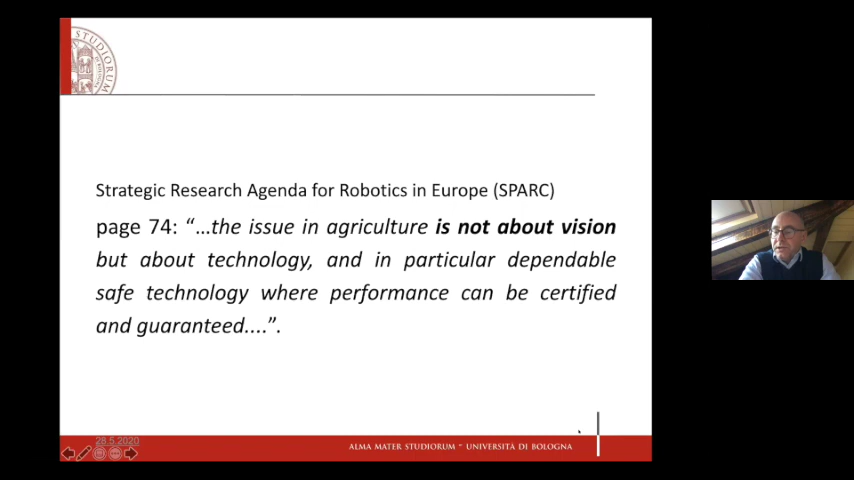 STUDIORUM
Strategic Research Agenda for Robotics in Europe (SPARC)
page 74: “…the issue in agriculture is not about vision
but about technology, and in particular dependable
safe technology where performance can be certified
and guaranteed....”.
28.5.2020
ALMA MATER STUDIORUM ~ UNIVERSITÀ DI BOLOGNA